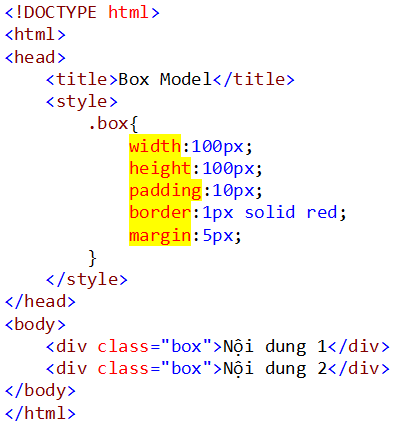 <!DOCTYPE html>
<html>
<head>
    <title>Box Model</title>
    <style>
        .box{
            width:100px;
            height:100px;
            padding:10px;
            border:1px solid red;
            margin:5px;
        }
    </style>
</head>
<body>
    <div class="box">Nội dung 1</div>
    <div class="box">Nội dung 2</div>
</body>
</html>